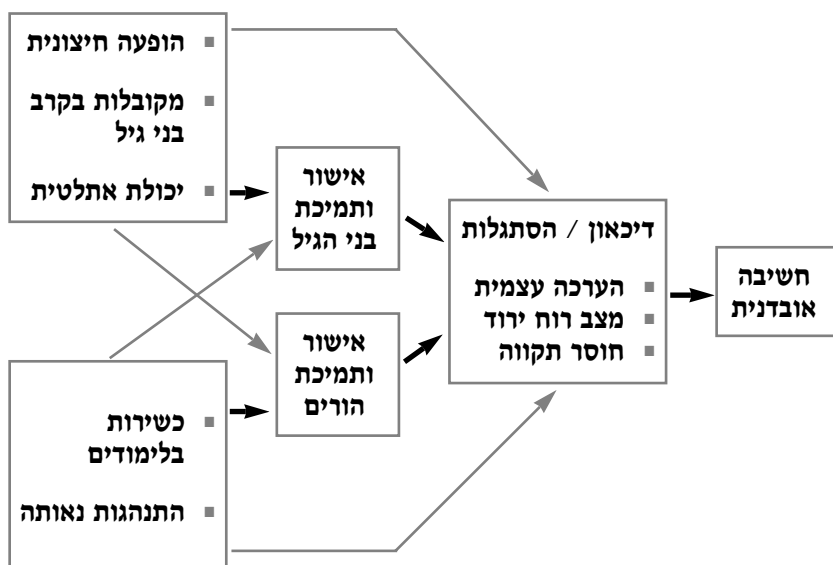 הופעה חיצונית
מקובלות בקרב
בני גיל
יכולת אתלטית
כשירות
בלימודים
התנהגות נאותה
אישור
ותמיכת
בני הגיל
אישור
ותמיכת
הורים
דיכאון / הסתגלות
הערכה עצמית
מצב רוח ירוד
חוסר תקווה
חשיבה
אובדנית